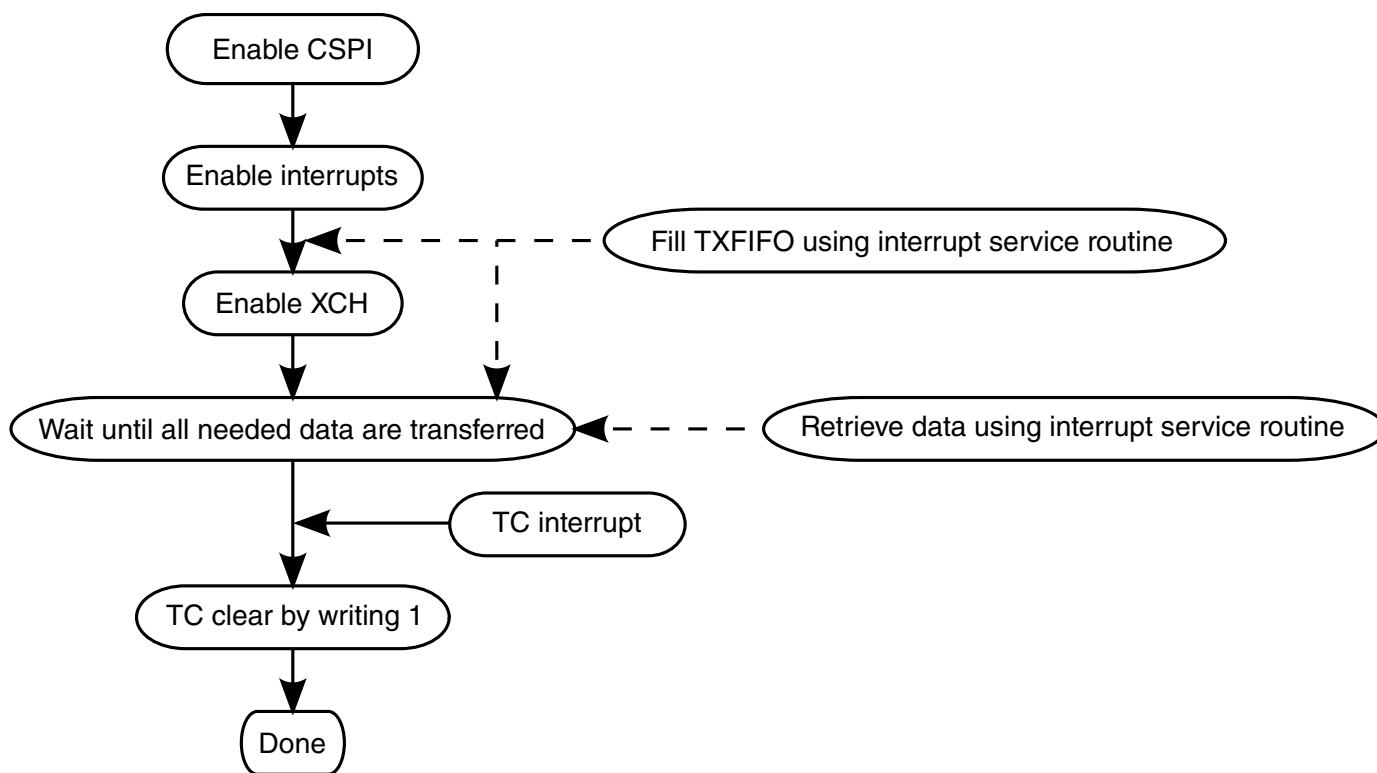 Enable CSPI
Enable interrupts
Fill TXFIFO using interrupt service routine
Enable XCH
Wait until all needed data are transferred
Retrieve data using interrupt service routine
TC interrupt
TC clear by writing 1
Done